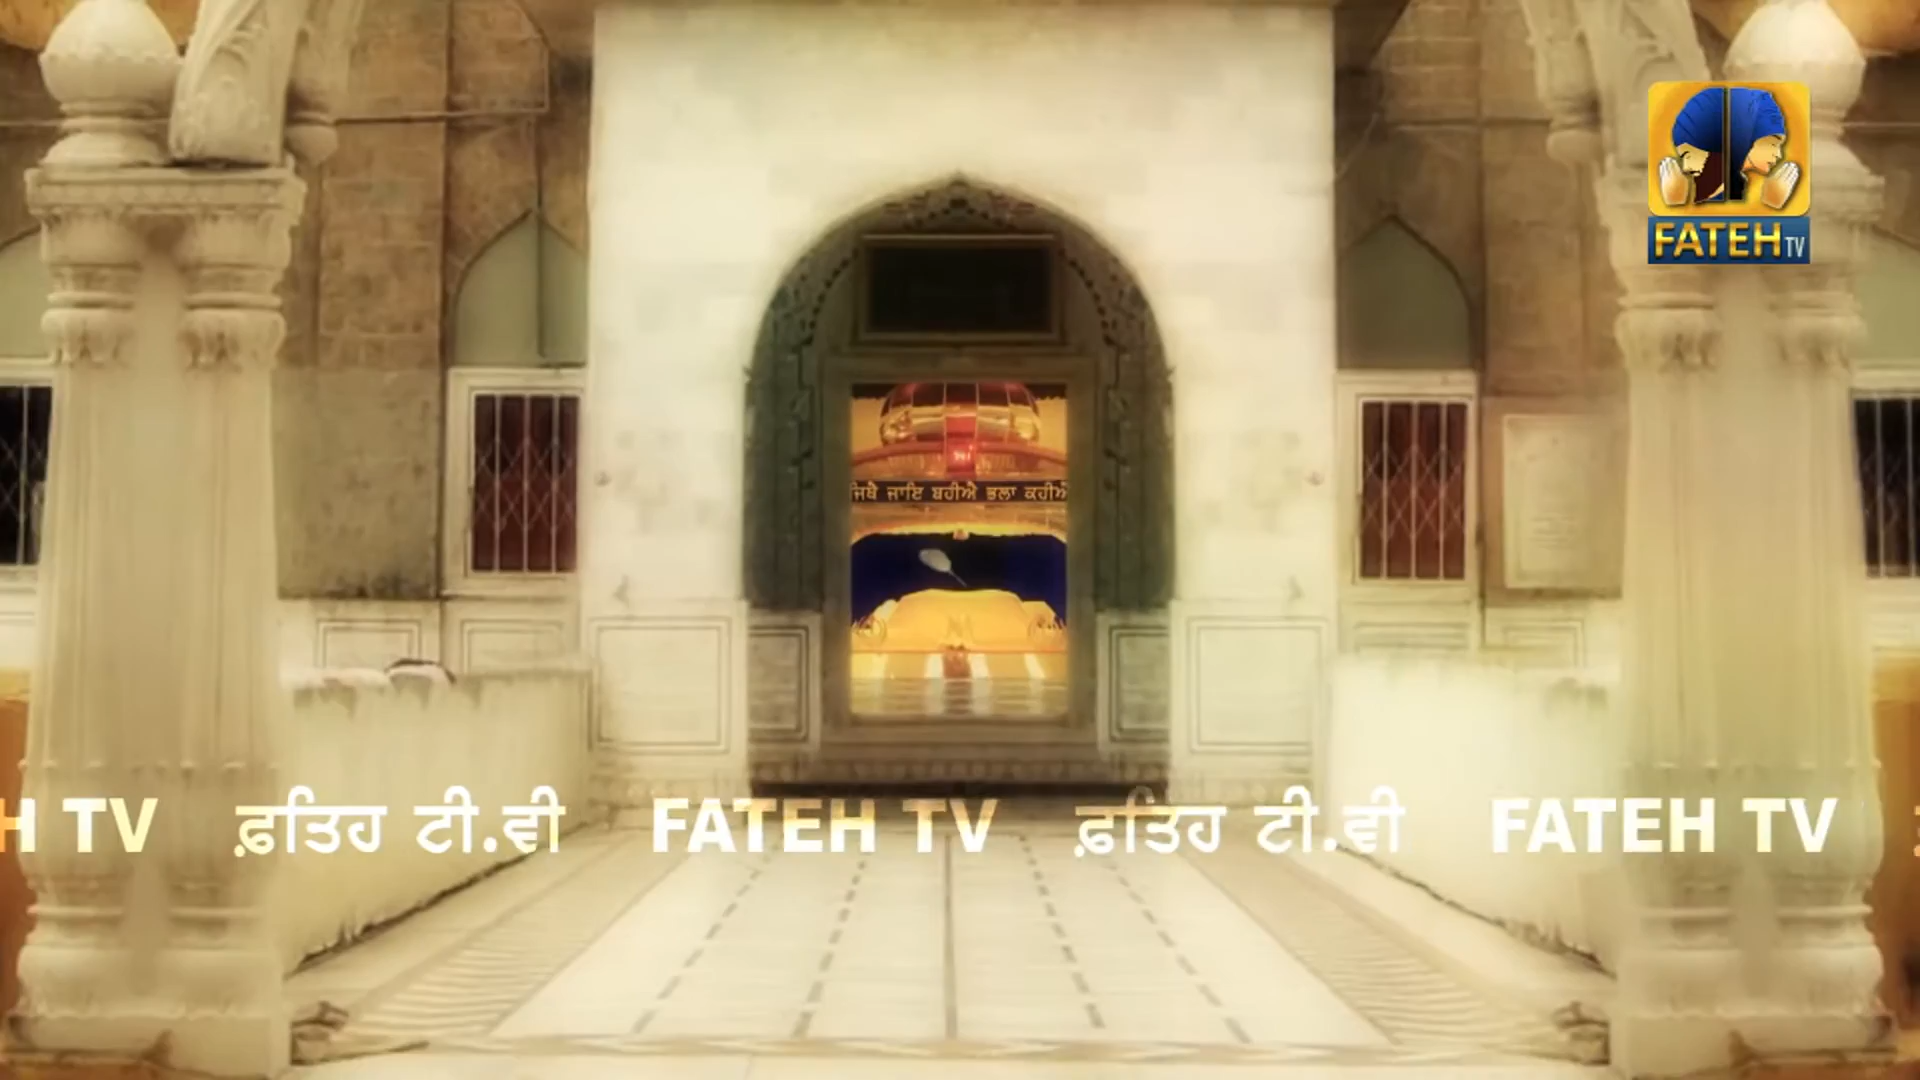 FATEH TV
ਜਿਥੈ ਜਾਇ ਬਹੀਐ ਭਲਾ ਕਹੀਐ
H TV ਫ਼ਤਿਹ ਟੀ.ਵੀ FATEH TV ਫ਼ਤਿਹ ਟੀ.ਵੀ FATEH TV